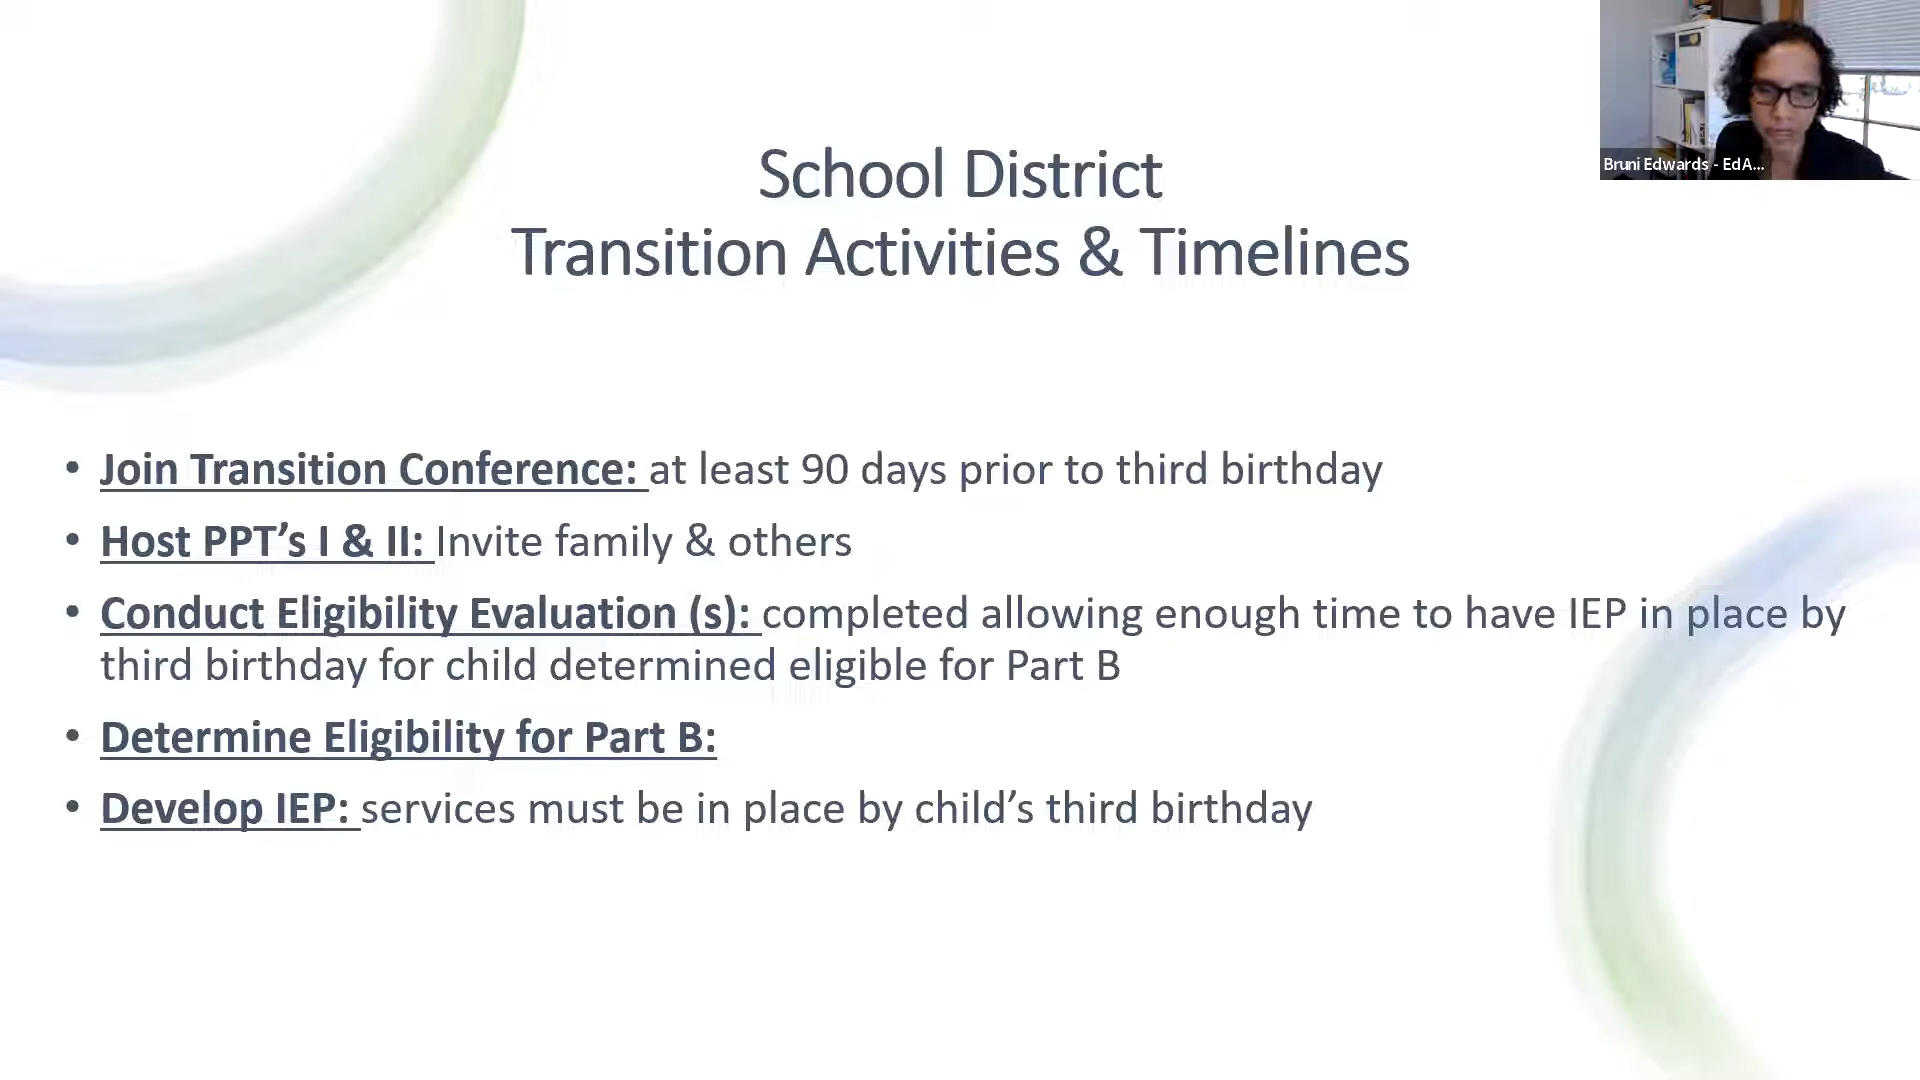 School District
Transition Activities & Timelines
Bruni Edwards - Ed A...
• Join Transition Conference: at least 90 days prior to third birthday
• Host PPT’s I & II: Invite family & others
• Conduct Eligibility Evaluation (s): completed allowing enough time to have IEP in place by
third birthday for child determined eligible for Part B
• Determine Eligibility for Part B:
• Develop IEP: services must be in place by child’s third birthday